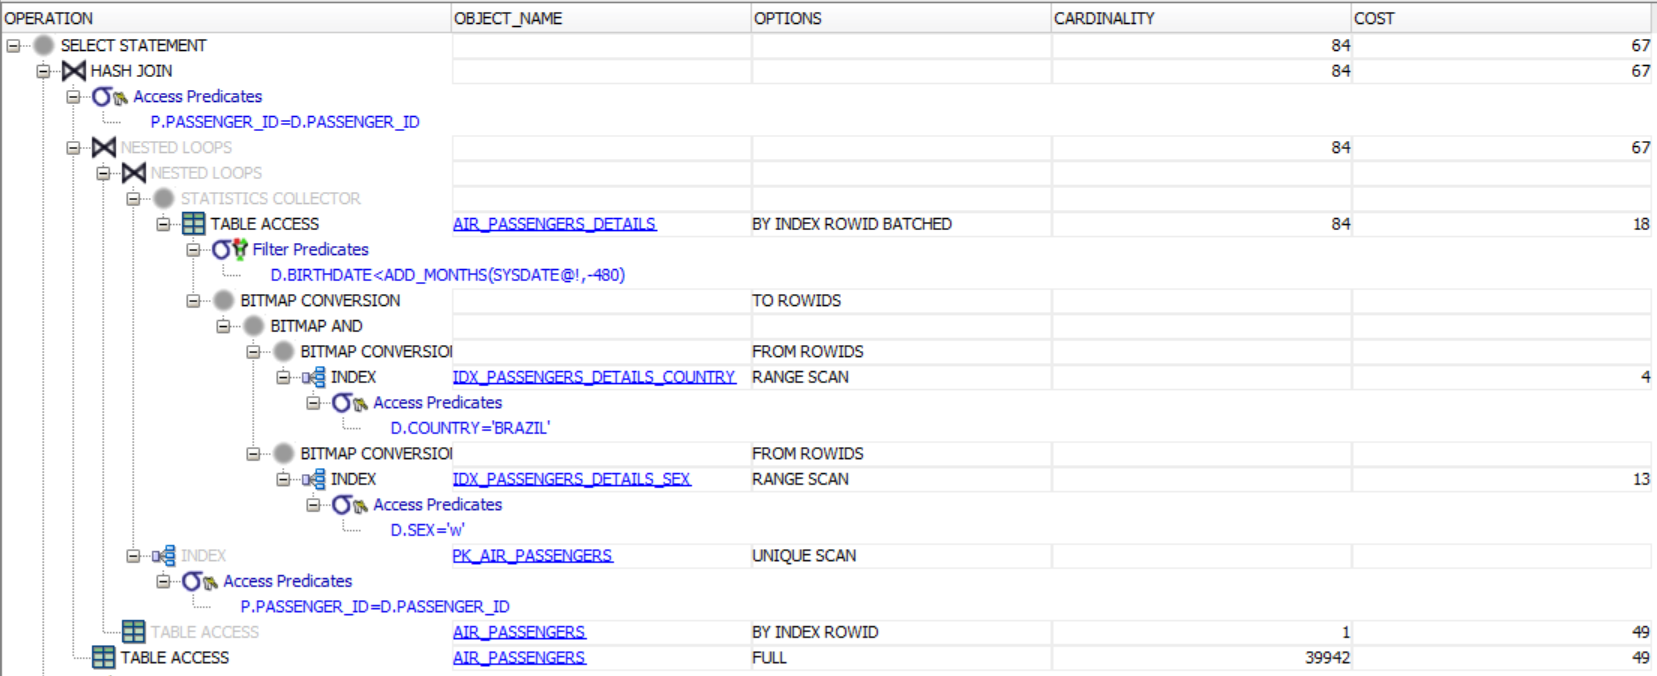 OPERATION OBJECT_NAME OPTIONS CARDINALITY COST
SELECT STATEMENT 84 67
HASH JOIN 84 67
Access Predicates
P.PASSENGER_ID=D.PASSENGER_ID
NESTED LOOPS 84 67
NESTED LOOPS
STATISTICS COLLECTOR
TABLE ACCESS AIR_PASSENGERS_DETAILS BY INDEX ROWID BATCHED 84 18
Filter Predicates
D.BIRTHDATE<ADD_MONTHS(SYSDATE@!,-480)
BITMAP CONVERSION TO ROWIDS
BITMAP AND
BITMAP CONVERSIO FROM ROWIDS
INDEX IDX_PASSENGERS_DETAILS_COUNTRY RANGE SCAN 4
Access Predicates
D.COUNTRY='BRAZIL'
BITMAP CONVERSIO FROM ROWIDS
INDEX IDX_PASSENGERS_DETAILS_SEX RANGE SCAN 13
Access Predicates
D.SEX='w'
INDEX PK_AIR_PASSENGERS UNIQUE SCAN
Access Predicates
P.PASSENGER_ID=D.PASSENGER_ID
TABLE ACCESS AIR_PASSENGERS BY INDEX ROWID 1 49
TABLE ACCESS AIR_PASSENGERS FULL 39942 49